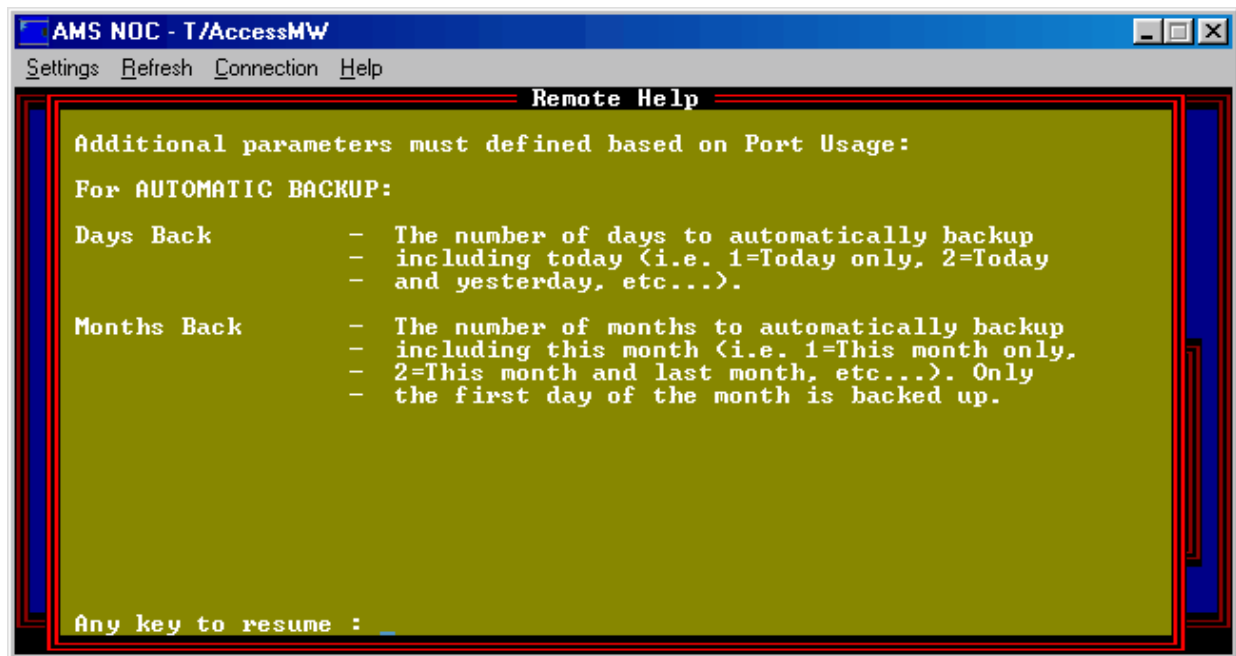 AMS NOC - T/AccessMW
Settings Refresh Connection Help
Remote Help
Additional parameters must defined based on Port Usage:
For AUTOMATIC BACKUP:
Days Back - The number of days to automatically backup
- including today (i.e. 1=Today only, 2=Today
- and yesterday, etc...).
Months Back - The number of months to automatically backup
- including this month (i.e. 1=This month only,
- 2=This month and last month, etc...). Only
- the first day of the month is backed up.
Any key to resume : _